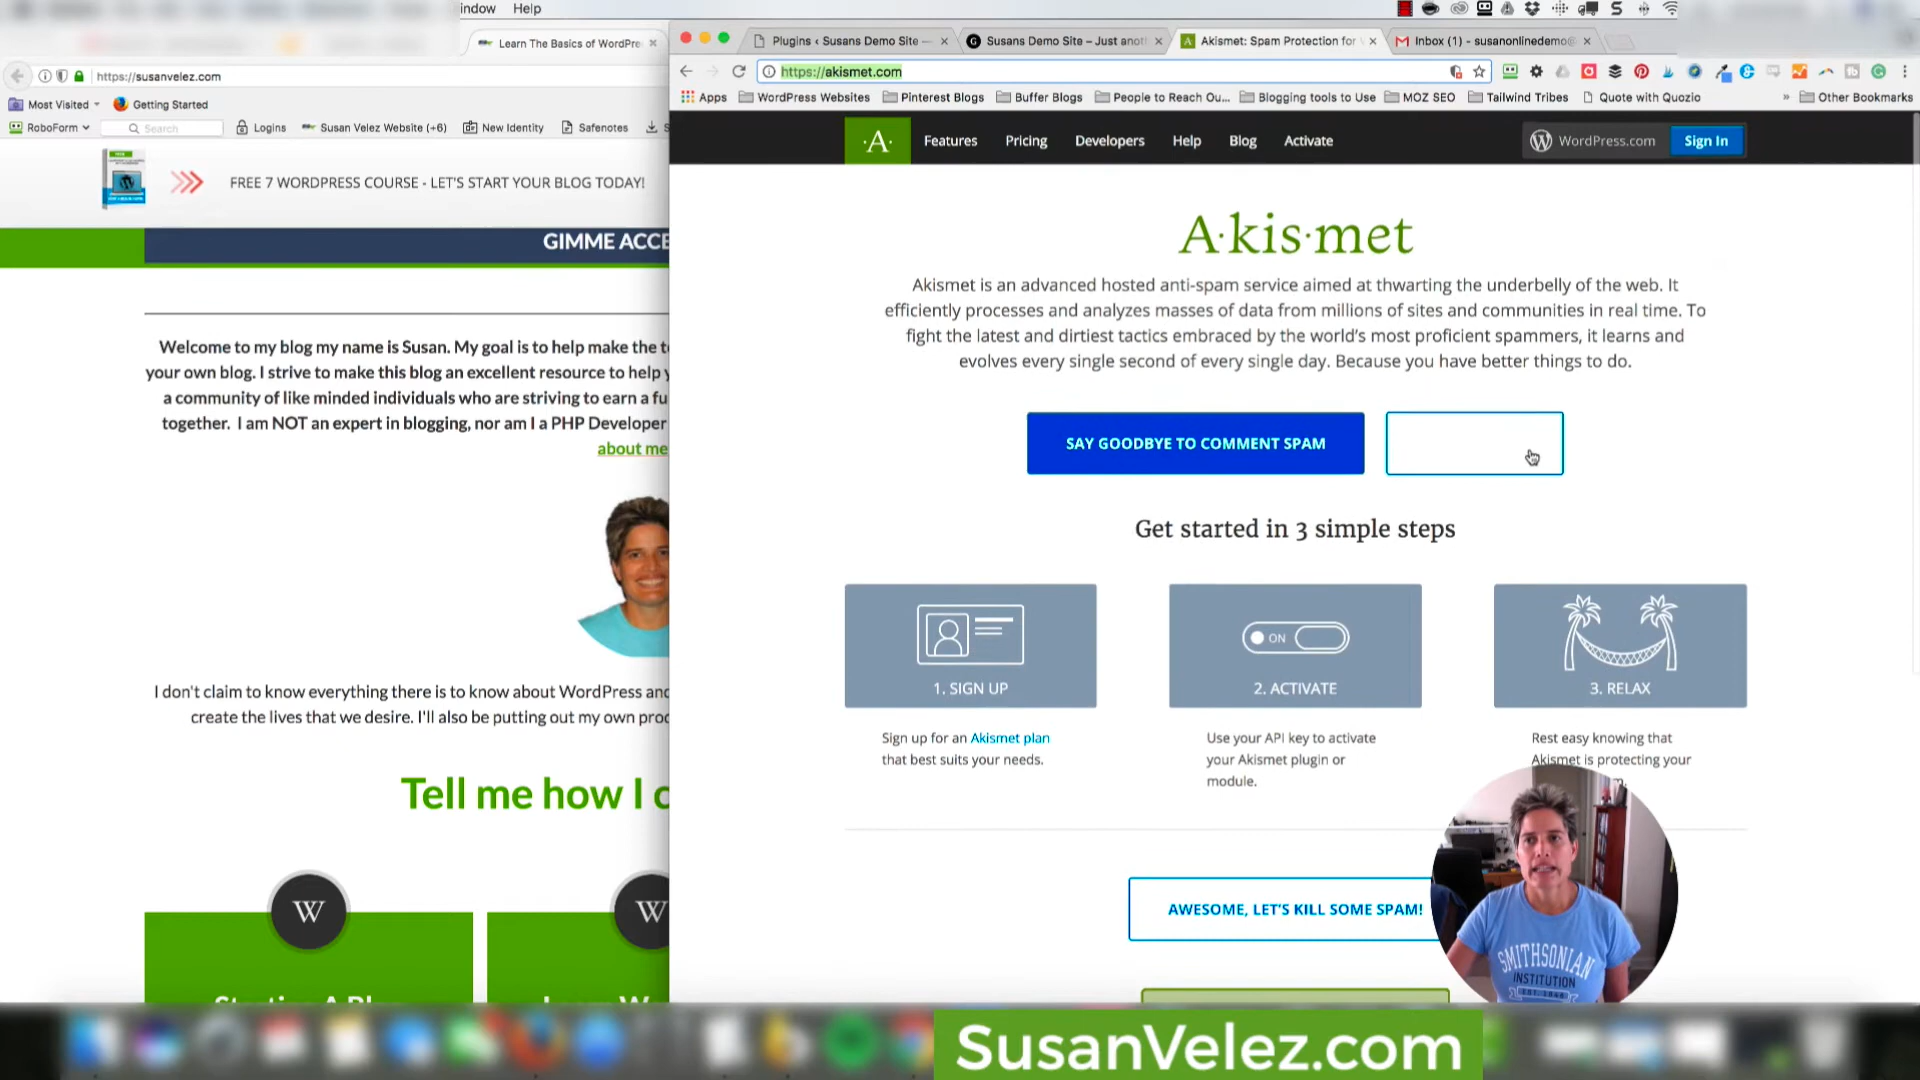 indow Help
Learn The Basics of WordPre
https://susanvelez.com
Most Visited
Getting Started
RoboForm
Search
Logins
Susan Velez Website (+6)
New Identity
Safenotes
FREE 7 WORDPRESS COURSE - LET'S START YOUR BLOG TODAY!
GIMME ACCE
Welcome to my blog my name is Susan. My goal is to help make the t
your own blog. I strive to make this blog an excellent resource to help y
a community of like minded individuals who are striving to earn a fu
together. I am NOT an expert in blogging, nor am I a PHP Developer
about me
I don't claim to know everything there is to know about WordPress and
create the lives that we desire. I'll also be putting out my own proc
Tell me how I c
W
W
Plugins ‹ Susans Demo Site —
Susans Demo Site – Just anot
Akismet: Spam Protection for
Inbox (1) - susanonlinedemo@
https://akismet.com
Apps
WordPress Websites
Pinterest Blogs
Buffer Blogs
People to Reach Ou...
Blogging tools to Use
MOZ SEO
Tailwind Tribes
Quote with Quozio
»
Other Bookmarks
·A·
Features
Pricing
Developers
Help
Blog
Activate
WordPress.com
Sign In
A·kis·met
Akismet is an advanced hosted anti-spam service aimed at thwarting the underbelly of the web. It
efficiently processes and analyzes masses of data from millions of sites and communities in real time. To
fight the latest and dirtiest tactics embraced by the world's most proficient spammers, it learns and
evolves every single second of every single day. Because you have better things to do.
SAY GOODBYE TO COMMENT SPAM
Get started in 3 simple steps
ON
1. SIGN UP
2. ACTIVATE
3. RELAX
Sign up for an Akismet plan
that best suits your needs.
Use your API key to activate
your Akismet plugin or
module.
Rest easy knowing that
Akismet is protecting your
AWESOME, LET'S KILL SOME SPAM!
SMITHSONIAN
INSTITUTION
SusanVelez.com